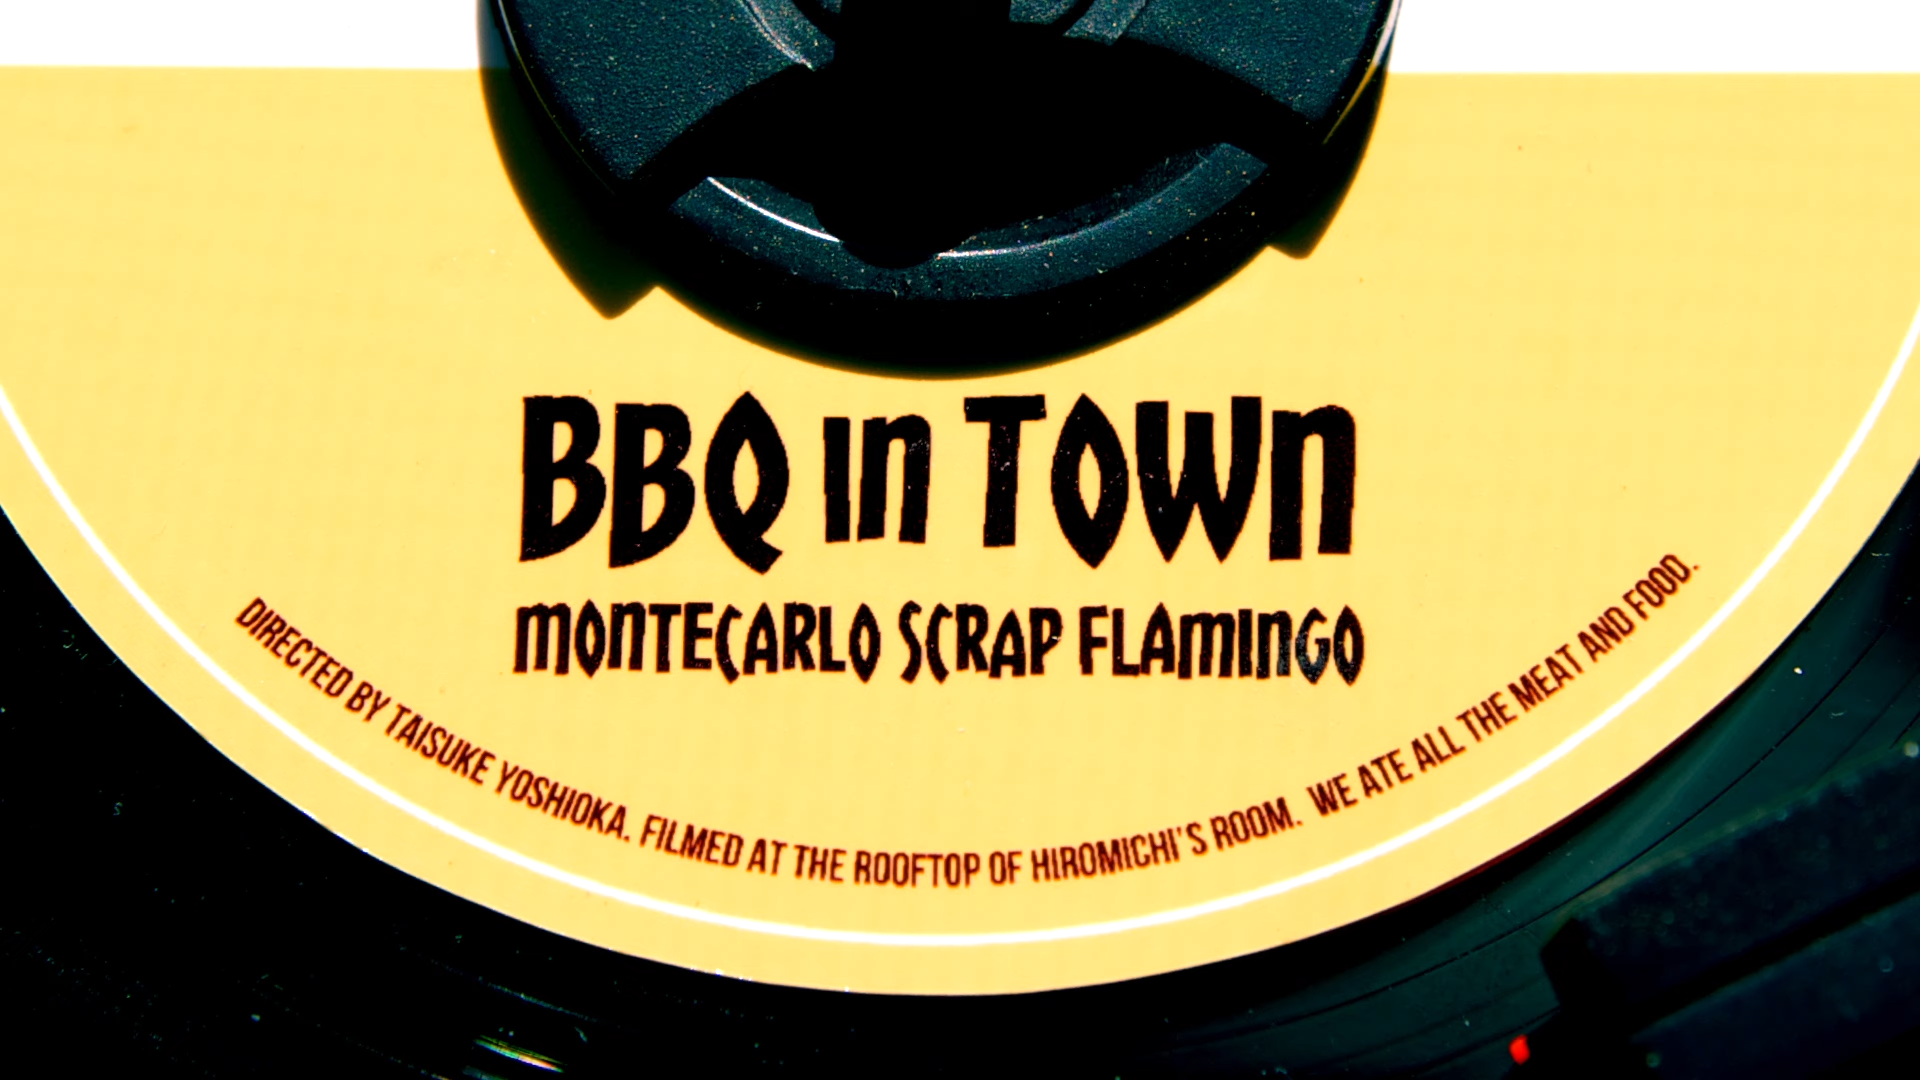 BBQ in TOWn
MONTECARLO SCRAP FLAMINGO
DIRECTED BY TAISUKE YOSHIOKA. FILMED AT THE ROOFTOP OF HIROMICHI'S ROOM. WE ATE ALL THE MEAT AND FOOD.